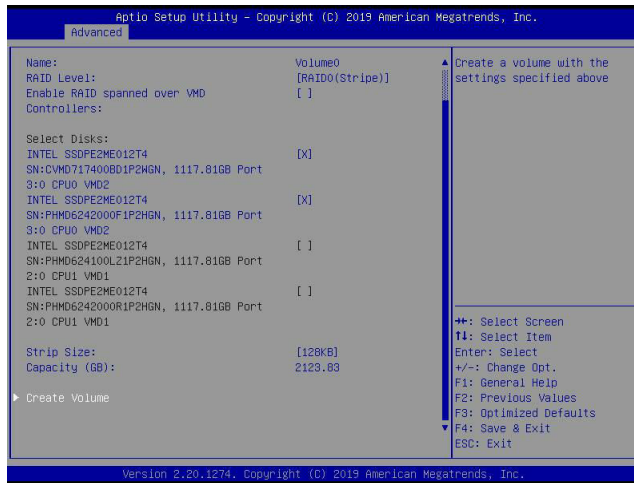 Aptio Setup Utility – Copyright (C) 2019 American Megatrends, Inc.
Advanced
Name: Volume0
RAID Level: [RAID0(Stripe)]
Enable RAID spanned over VMD [ ]
Controllers:
Select Disks:
INTEL SSDPE2ME012T4 [X]
SN:CVMD717400BD1P2WGN, 1117.81GB Port
3:0 CPU0 VMD2
INTEL SSDPE2ME012T4 [X]
SN:PHMD6242000F1P2HGN, 1117.81GB Port
3:0 CPU0 VMD2
INTEL SSDPE2ME012T4 [ ]
SN:PHMD624100LZ1P2HGN, 1117.81GB Port
2:0 CPU1 VMD1
INTEL SSDPE2ME012T4 [ ]
SN:PHMD6242000R1P2HGN, 1117.81GB Port
2:0 CPU1 VMD1
Strip Size: [128KB]
Capacity (GB): 2123.83
Create Volume
Create a volume with the
settings specified above
→←: Select Screen
↑↓: Select Item
Enter: Select
+/-: Change Opt.
F1: General Help
F2: Previous Values
F3: Optimized Defaults
F4: Save & Exit
ESC: Exit
Version 2.20.1274. Copyright (C) 2019 American Megatrends, Inc.